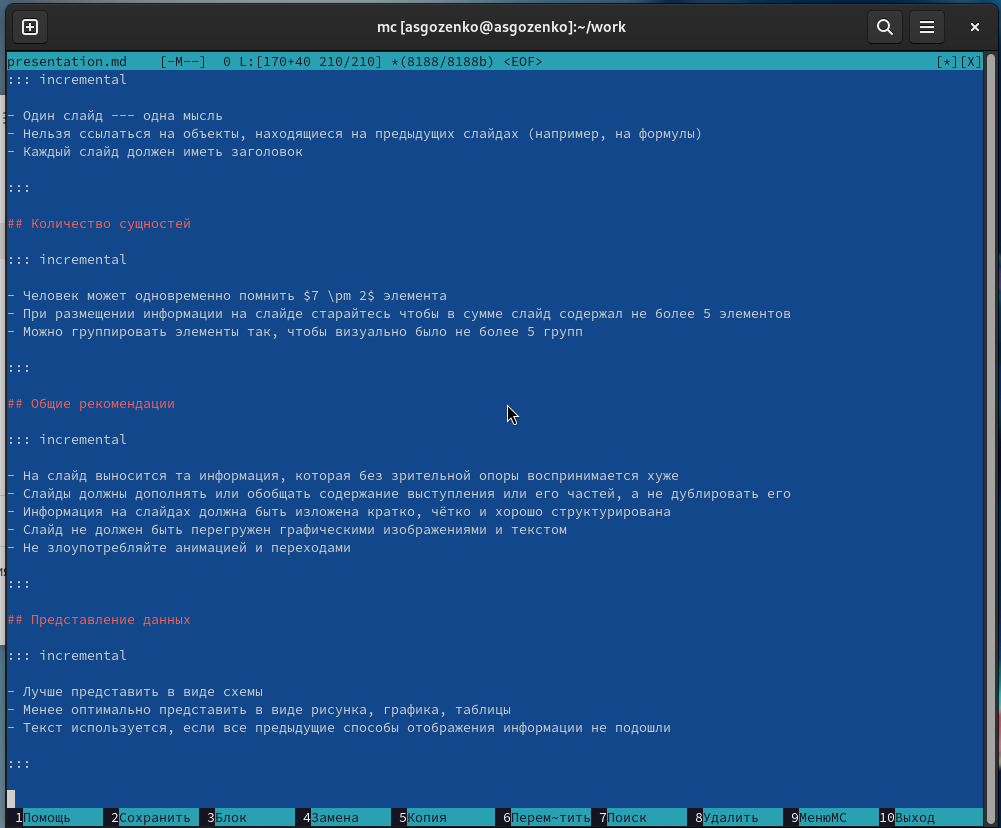 mc [asgozenko@asgozenko]:~/work
presentation.md [-M--] 0 L:[170+40 210/210] *(8188/8188b) <EOF> [*][X]
::: incremental
- Один слайд --- одна мысль
- Нельзя ссылаться на объекты, находящиеся на предыдущих слайдах (например, на формулы)
- Каждый слайд должен иметь заголовок
:::
## Количество сущностей
::: incremental
- Человек может одновременно помнить $7 \pm 2$ элемента
- При размещении информации на слайде старайтесь чтобы в сумме слайд содержал не более 5 элементов
- Можно группировать элементы так, чтобы визуально было не более 5 групп
:::
## Общие рекомендации
::: incremental
- На слайд выносится та информация, которая без зрительной опоры воспринимается хуже
- Слайды должны дополнять или обобщать содержание выступления или его частей, а не дублировать его
- Информация на слайдах должна быть изложена кратко, чётко и хорошо структурирована
- Слайд не должен быть перегружен графическими изображениями и текстом
- Не злоупотребляйте анимацией и переходами
:::
## Представление данных
::: incremental
- Лучше представить в виде схемы
- Менее оптимально представить в виде рисунка, графика, таблицы
- Текст используется, если все предыдущие способы отображения информации не подошли
:::
1Помощь 2Сохранить 3Блок 4Замена 5Копия 6Перем~тить 7Поиск 8Удалить 9МенюMC 10Выход